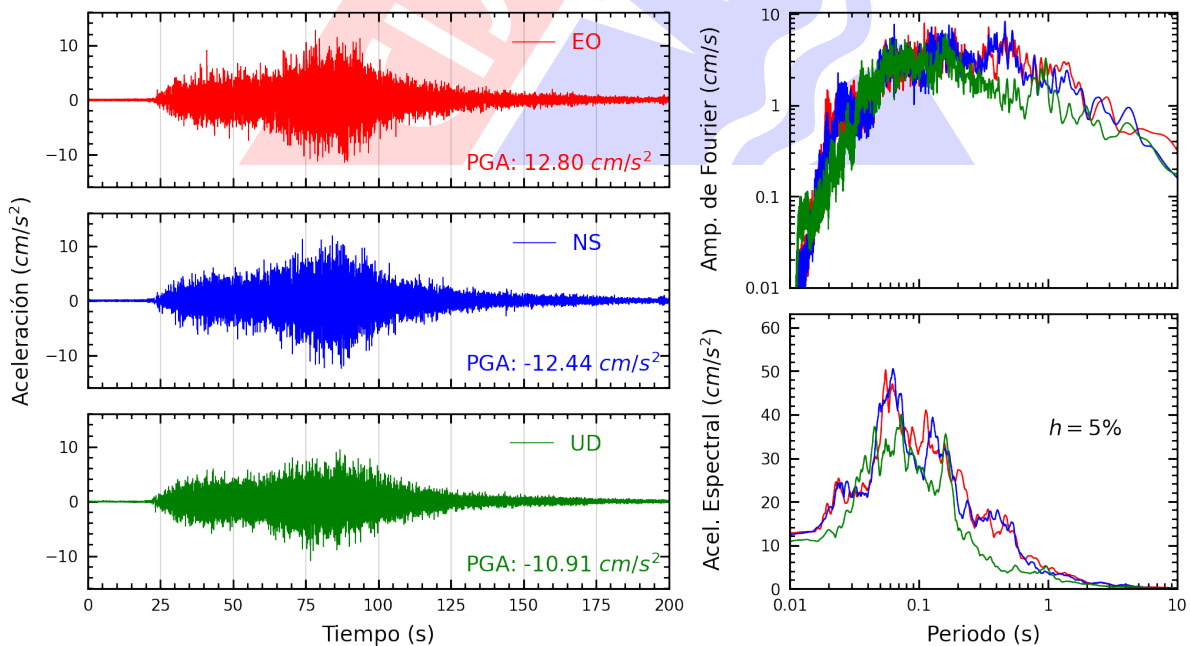 Aceleración (cm/s²)
10
0
−10
EO
PGA: 12.80 cm/s²
10
0
−10
NS
PGA: -12.44 cm/s²
10
0
−10
UD
PGA: -10.91 cm/s²
0 25 50 75 100 125 150 175 200
Tiempo (s)
Amp. de Fourier (cm/s)
10
1
0.1
0.01
Acel. Espectral (cm/s²)
60
50
40
30
20
10
0
h = 5%
0.01 0.1 1 10
Periodo (s)